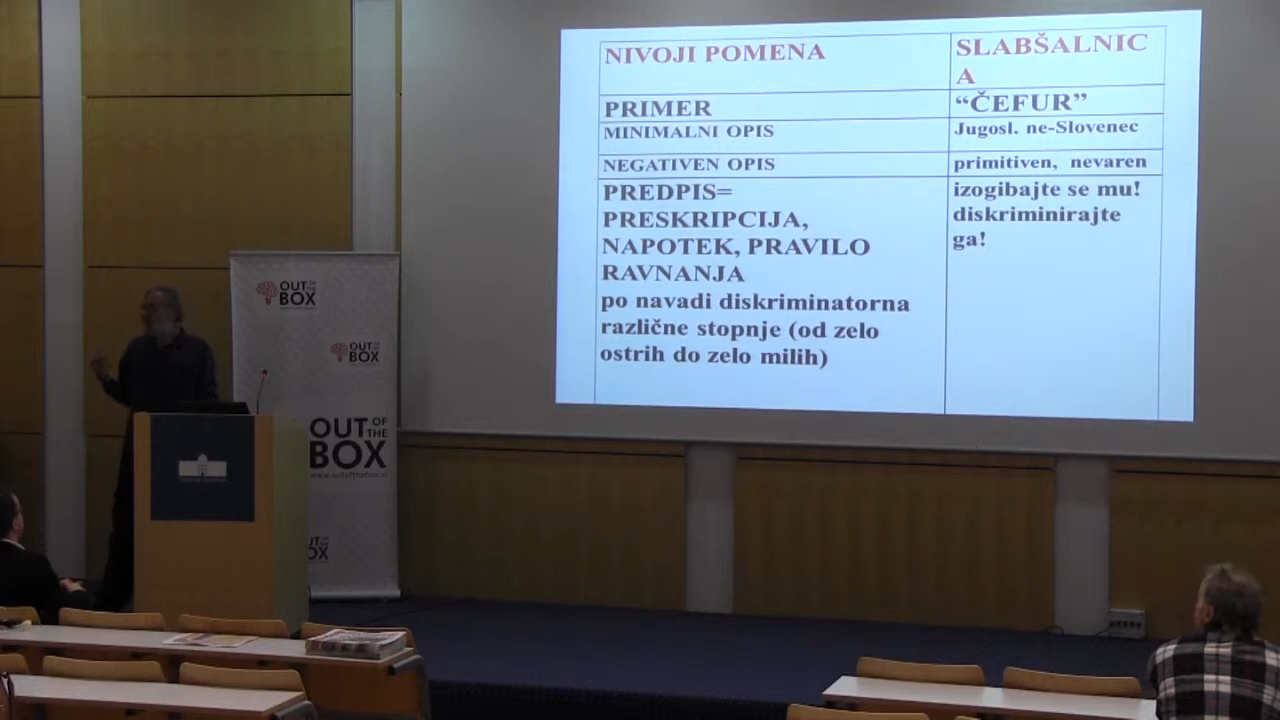 NIVOJI POMENA
SLABŠALNIC
A
PRIMER
“ČEFUR”
MINIMALNI OPIS
Jugosl. ne-Slovenec
NEGATIVEN OPIS
primitiven, nevaren
PREDPIS=
PRESKRIPCIJA,
NAPOTEK, PRAVILO
RAVNANJA
po navadi diskriminatorna
različne stopnje (od zelo
ostrih do zelo milih)
izogibajte se mu!
diskriminirajte
ga!
OUT OF THE
BOX
OUT OF THE
BOX
OUT OF THE
BOX